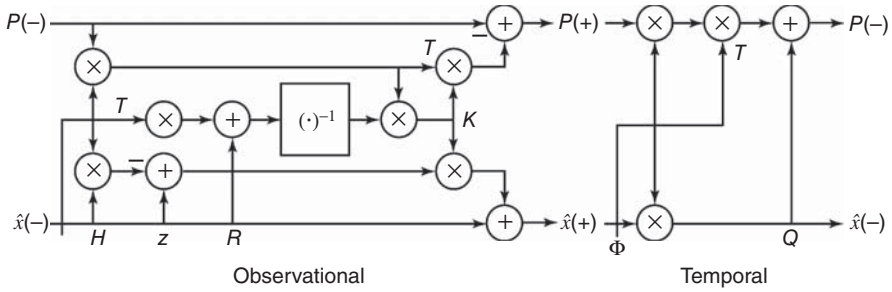 P(−) − + P(+) × × + P(−)
× T × T
T × + (·)⁻¹ × K
× − + ×
x̂(−) + x̂(+) × x̂(−)
H z R Φ Q
Observational Temporal